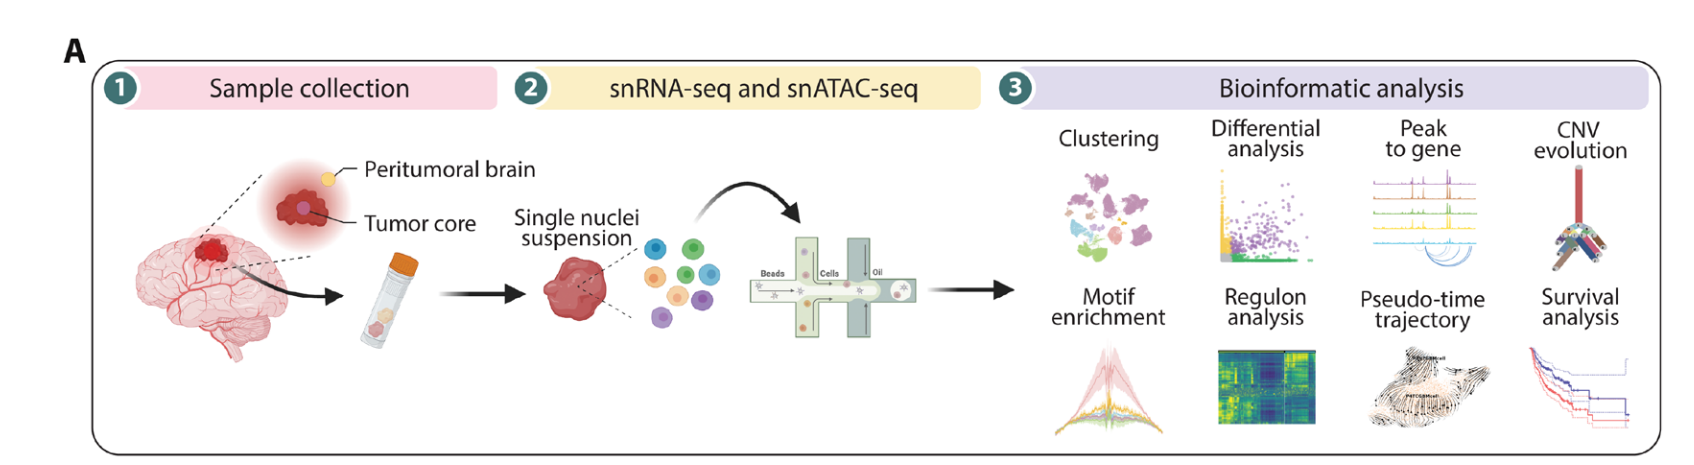 A
1 Sample collection
2 snRNA-seq and snATAC-seq
3 Bioinformatic analysis
Peritumoral brain
Tumor core
Single nuclei
suspension
Beads
Cells
Oil
Clustering
Differential
analysis
Peak
to gene
CNV
evolution
Motif
enrichment
Regulon
analysis
Pseudo-time
trajectory
Survival
analysis